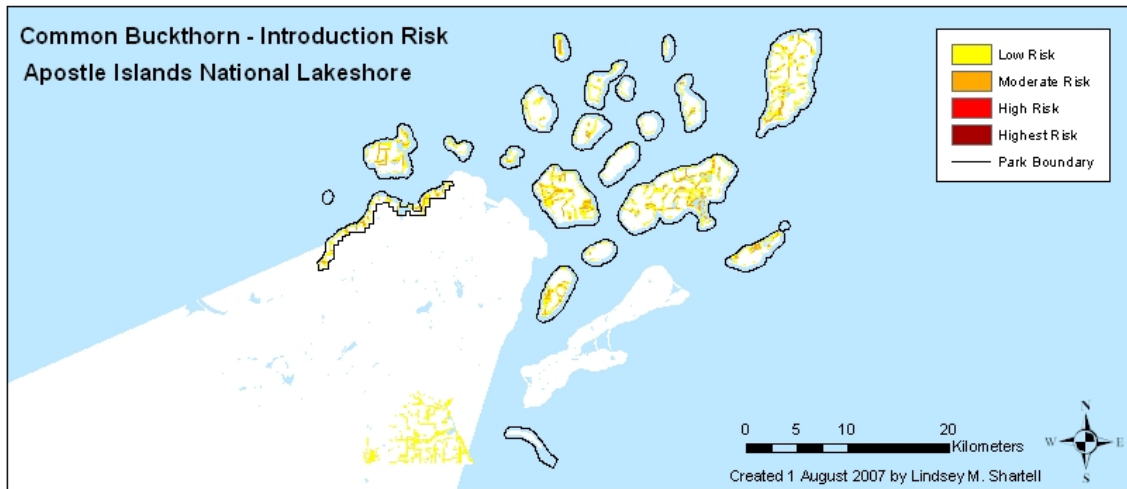 Common Buckthorn - Introduction Risk
Apostle Islands National Lakeshore
Low Risk
Moderate Risk
High Risk
Highest Risk
Park Boundary
0 5 10 20
Kilometers
Created 1 August 2007 by Lindsey M. Shartell
N
W E
S